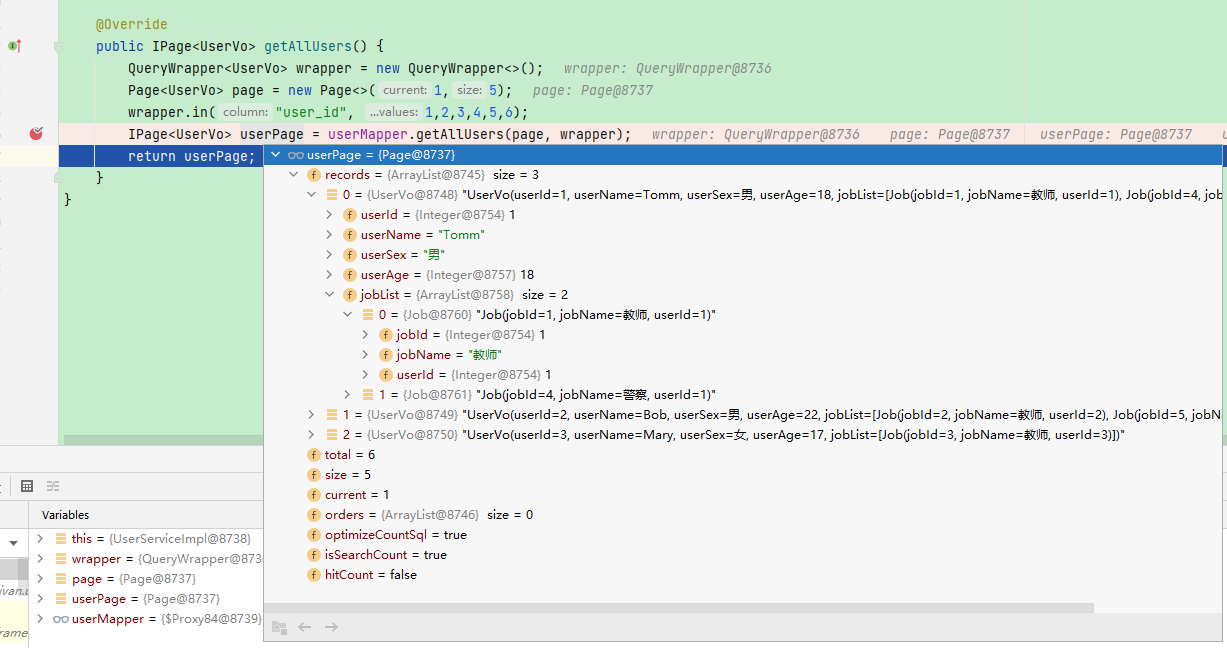 @Override
public IPage<UserVo> getAllUsers() {
QueryWrapper<UserVo> wrapper = new QueryWrapper<>();   wrapper: QueryWrapper@8736
Page<UserVo> page = new Page<>( current: 1, size: 5);   page: Page@8737
wrapper.in( column: "user_id", ...values: 1,2,3,4,5,6);
IPage<UserVo> userPage = userMapper.getAllUsers(page, wrapper);   wrapper: QueryWrapper@8736   page: Page@8737   userPage: Page@8737
return userPage;
}
}
userPage = {Page@8737}
records = {ArrayList@8745} size = 3
0 = {UserVo@8748} "UserVo(userId=1, userName=Tomm, userSex=男, userAge=18, jobList=[Job(jobId=1, jobName=教师, userId=1), Job(jobId=4, job
userId = {Integer@8754} 1
userName = "Tomm"
userSex = "男"
userAge = {Integer@8757} 18
jobList = {ArrayList@8758} size = 2
0 = {Job@8760} "Job(jobId=1, jobName=教师, userId=1)"
jobId = {Integer@8754} 1
jobName = "教师"
userId = {Integer@8754} 1
1 = {Job@8761} "Job(jobId=4, jobName=警察, userId=1)"
1 = {UserVo@8749} "UserVo(userId=2, userName=Bob, userSex=男, userAge=22, jobList=[Job(jobId=2, jobName=教师, userId=2), Job(jobId=5, jobN
2 = {UserVo@8750} "UserVo(userId=3, userName=Mary, userSex=女, userAge=17, jobList=[Job(jobId=3, jobName=教师, userId=3)])"
total = 6
size = 5
current = 1
orders = {ArrayList@8746} size = 0
optimizeCountSql = true
isSearchCount = true
hitCount = false
Variables
this = {UserServiceImpl@8738}
wrapper = {QueryWrapper@873
page = {Page@8737}
userPage = {Page@8737}
userMapper = {$Proxy84@8739}